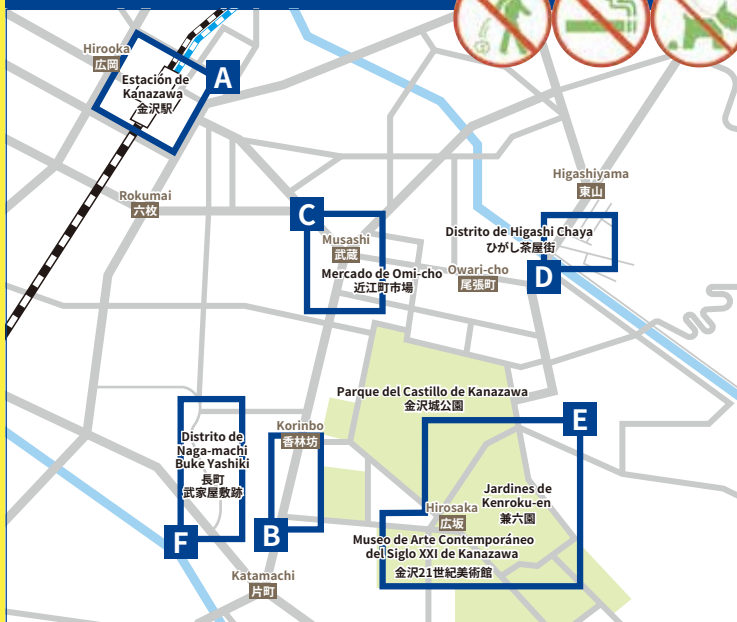 Hirooka
広岡
Estación de
Kanazawa
金沢駅
A
Rokumai
六枚
C
Musashi
武蔵
Mercado de Omi-cho
近江町市場
Owari-cho
尾張町
Higashiyama
東山
Distrito de Higashi Chaya
ひがし茶屋街
D
Parque del Castillo de Kanazawa
金沢城公園
E
Korinbo
香林坊
Distrito de
Naga-machi
Buke Yashiki
長町
武家屋敷跡
F
B
Jardines de
Kenroku-en
兼六園
Hirosaka
広坂
Museo de Arte Contemporáneo
del Siglo XXI de Kanazawa
金沢21世紀美術館
Katamachi
片町